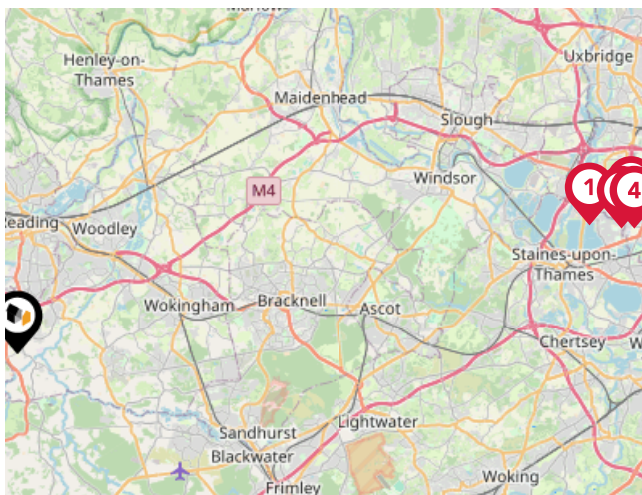 Marlow
Uxbridge
Henley-on-
Thames
Maidenhead
Slough
M4
Windsor
1
4
Reading
Woodley
Staines-upon-
Thames
Wokingham
Bracknell
Ascot
Chertsey
W
Lightwater
Sandhurst
Blackwater
Woking
Frimley